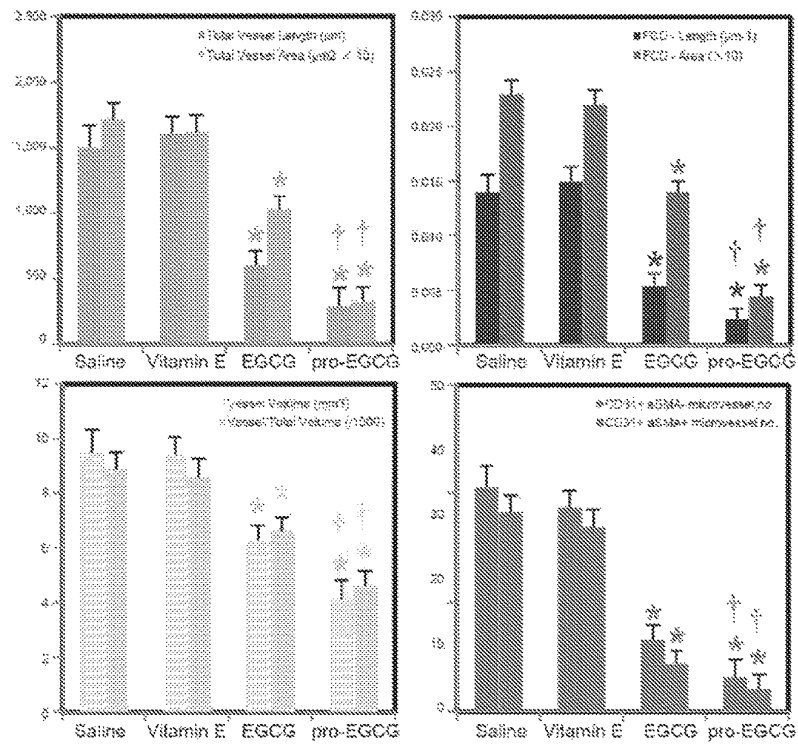 2,500
Total Vessel Length (μm)
Total Vessel Area (μm2 × 10)
2,000
1,500
1,000
500
0
* * † * † *
Saline Vitamin E EGCG pro-EGCG
FCD - Length (μm-1)
FCD - Area (×10)
0.025
0.020
0.015
0.010
0.005
0.000
* * † * † *
Saline Vitamin E EGCG pro-EGCG
12
Vessel Total Volume
10
8
6
4
2
0
* * † * † *
Saline Vitamin E EGCG pro-EGCG
50
CD31+ aSMA- microvessel no.
CD31+ aSMA+ microvessel no.
40
30
20
10
0
* * † * † *
Saline Vitamin E EGCG pro-EGCG